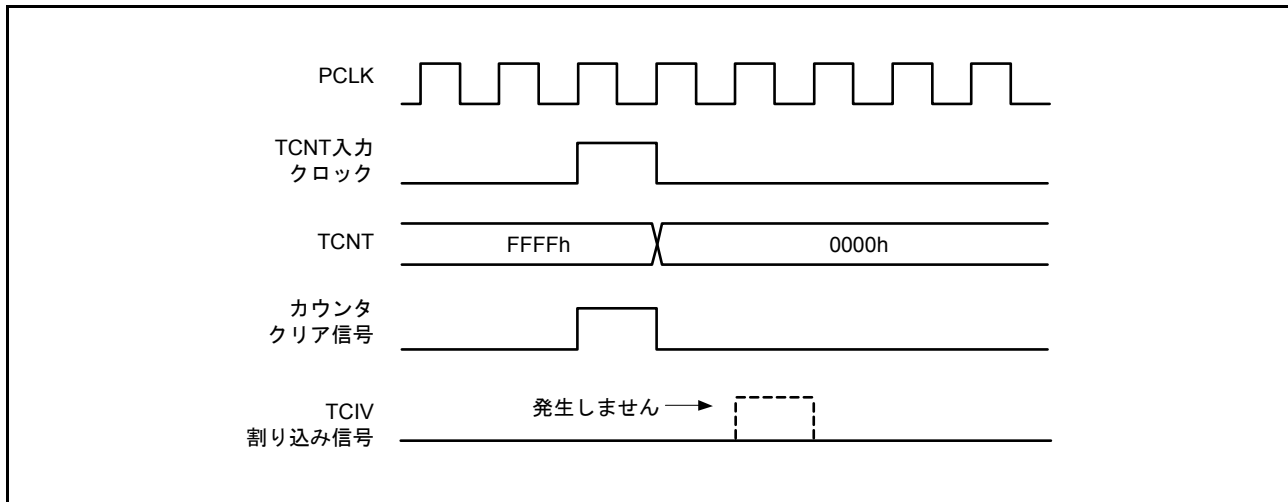 PCLK
TCNT入力
クロック
TCNT
FFFFh
0000h
カウンタ
クリア信号
TCIV
割り込み信号
発生しません